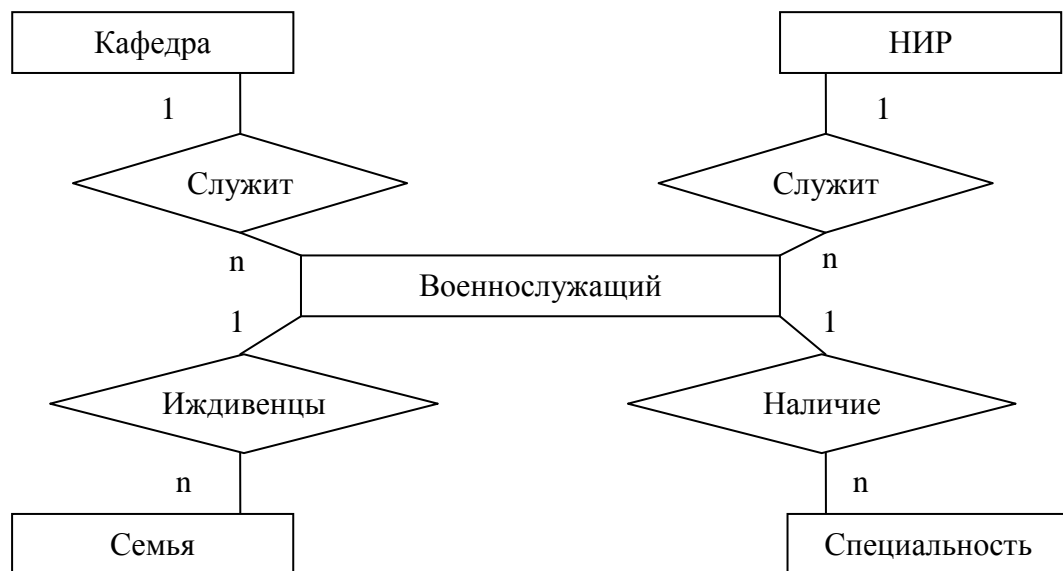 Кафедра
НИР
1
1
Служит
Служит
n
n
Военнослужащий
1
1
Иждивенцы
Наличие
n
n
Семья
Специальность